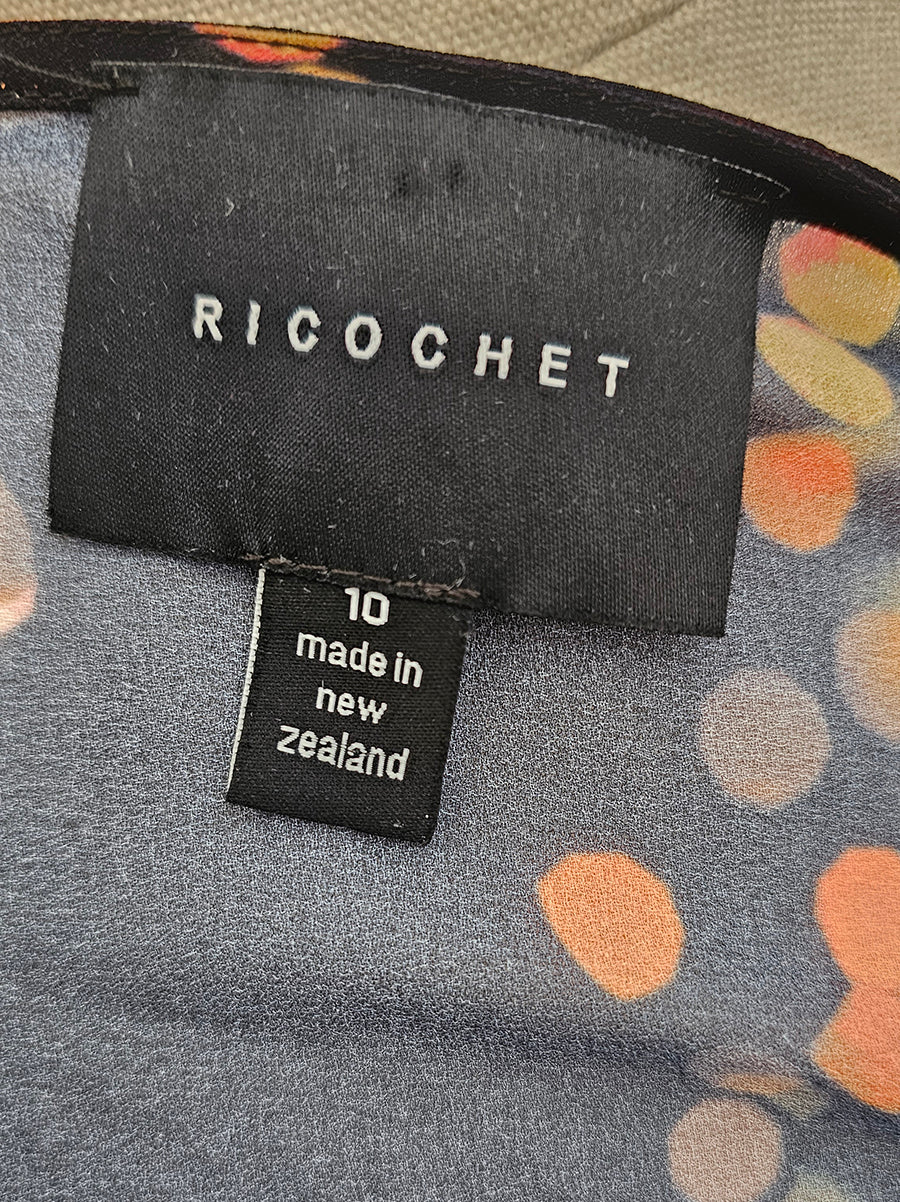 RICOCHET
10
made in
new
zealand